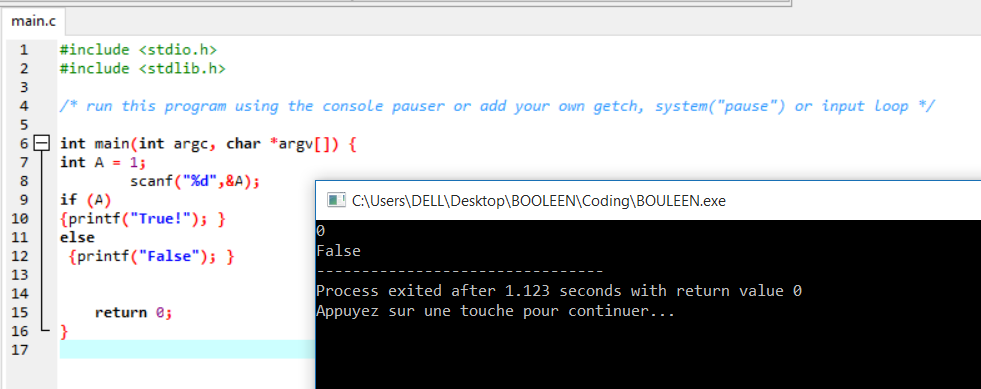 main.c
1 #include <stdio.h>
2 #include <stdlib.h>
3
4 /* run this program using the console pauser or add your own getch, system("pause") or input loop */
5
6 int main(int argc, char *argv[]) {
7 int A = 1;
8 scanf("%d",&A);
9 if (A)
10 {printf("True!"); }
11 else
12 {printf("False"); }
13
14
15 return 0;
16 }
17
C:\Users\DELL\Desktop\BOOLEEN\Coding\BOULEEN.exe
0
False
--------------------------------
Process exited after 1.123 seconds with return value 0
Appuyez sur une touche pour continuer...